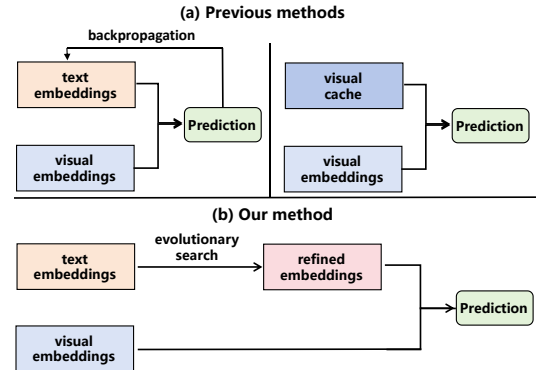 (a) Previous methods
backpropagation
text
embeddings
Prediction
visual
embeddings
visual
cache
Prediction
visual
embeddings
(b) Our method
text
embeddings
evolutionary
search
refined
embeddings
Prediction
visual
embeddings